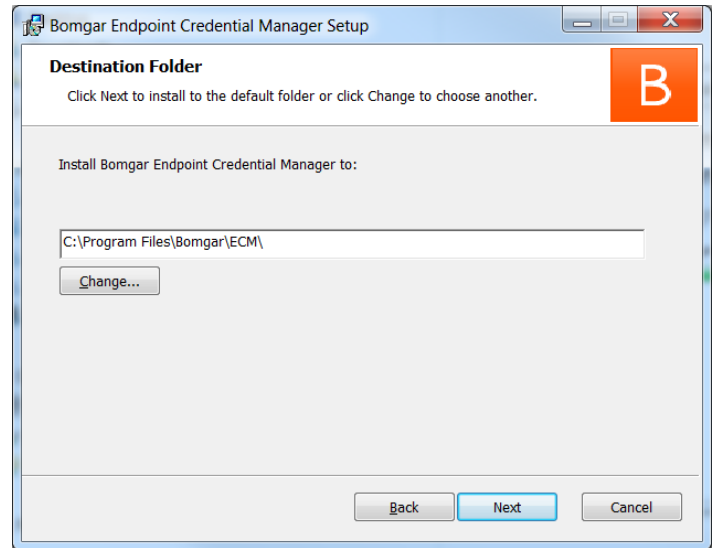 Bomgar Endpoint Credential Manager Setup
X
Destination Folder
Click Next to install to the default folder or click Change to choose another.
B
Install Bomgar Endpoint Credential Manager to:
C:\Program Files\Bomgar\ECM\
Change...
Back Next Cancel